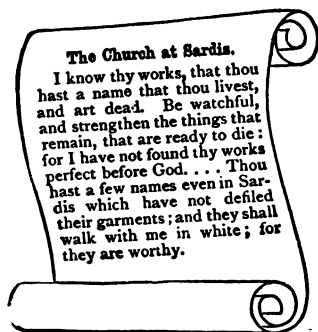 The Church at Sardis.
I know thy works, that thou
hast a name that thou livest,
and art dead. Be watchful,
and strengthen the things that
remain, that are ready to die:
for I have not found thy works
perfect before God. . . . Thou
hast a few names even in Sar-
dis which have not defiled
their garments; and they shall
walk with me in white; for
they are worthy.